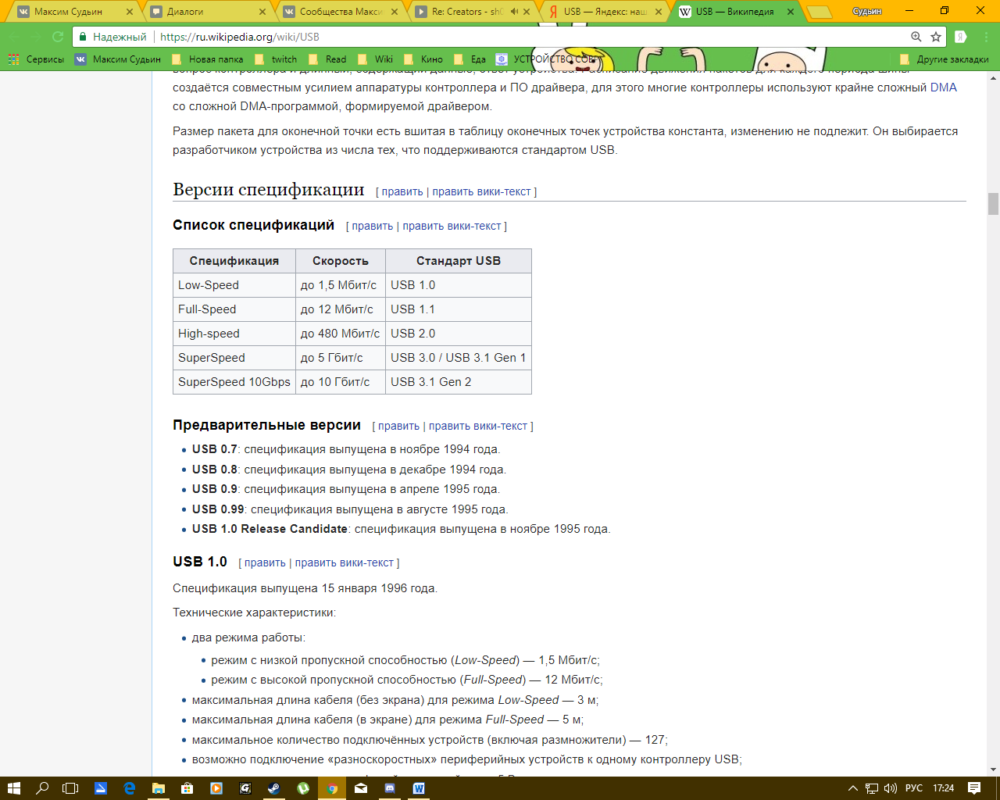 Максим Судьин
Диалоги
Сообщества Макси
Re: Creators - sh
USB — Яндекс: наш
USB — Википедия
Судьин
Надежный
https://ru.wikipedia.org/wiki/USB
Сервисы
Максим Судьин
Новая папка
twitch
Read
Wiki
Кино
Еда
УСТРОЙСТВО СОВ
Другие закладки
создаётся совместным усилием аппаратуры контроллера и ПО драйвера, для этого многие контроллеры используют крайне сложный DMA
со сложной DMA-программой, формируемой драйвером.
Размер пакета для оконечной точки есть вшитая в таблицу оконечных точек устройства константа, изменению не подлежит. Он выбирается
разработчиком устройства из числа тех, что поддерживаются стандартом USB.
Версии спецификации [ править | править вики-текст ]
Список спецификаций [ править | править вики-текст ]
Спецификация Скорость Стандарт USB
Low-Speed до 1,5 Мбит/с USB 1.0
Full-Speed до 12 Мбит/с USB 1.1
High-speed до 480 Мбит/с USB 2.0
SuperSpeed до 5 Гбит/с USB 3.0 / USB 3.1 Gen 1
SuperSpeed 10Gbps до 10 Гбит/с USB 3.1 Gen 2
Предварительные версии [ править | править вики-текст ]
USB 0.7: спецификация выпущена в ноябре 1994 года.
USB 0.8: спецификация выпущена в декабре 1994 года.
USB 0.9: спецификация выпущена в апреле 1995 года.
USB 0.99: спецификация выпущена в августе 1995 года.
USB 1.0 Release Candidate: спецификация выпущена в ноябре 1995 года.
USB 1.0 [ править | править вики-текст ]
Спецификация выпущена 15 января 1996 года.
Технические характеристики:
два режима работы:
режим с низкой пропускной способностью (Low-Speed) — 1,5 Мбит/с;
режим с высокой пропускной способностью (Full-Speed) — 12 Мбит/с;
максимальная длина кабеля (без экрана) для режима Low-Speed — 3 м;
максимальная длина кабеля (в экране) для режима Full-Speed — 5 м;
максимальное количество подключённых устройств (включая размножители) — 127;
возможно подключение «разноскоростных» периферийных устройств к одному контроллеру USB;
РУС
17:24